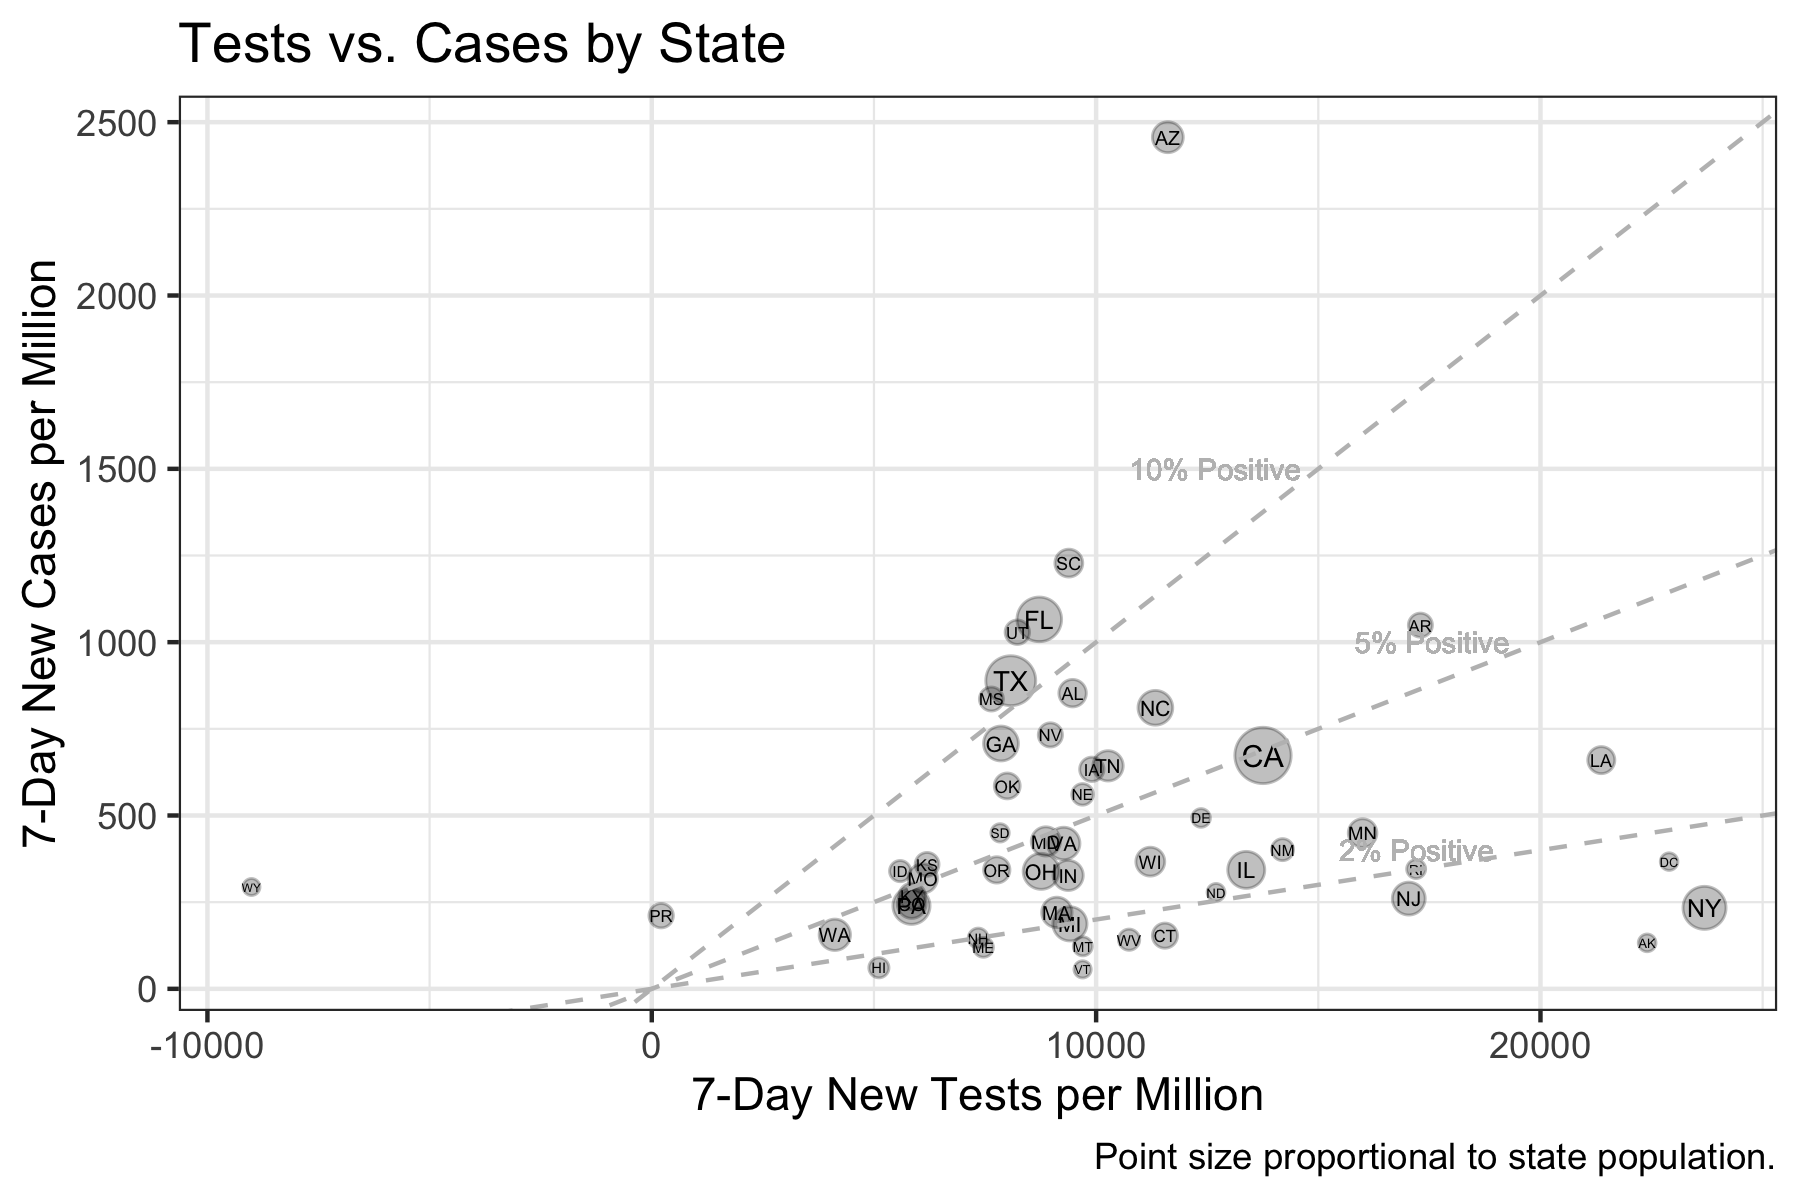 Tests vs. Cases by State
7-Day New Cases per Million
2500
2000
1500
1000
500
0
AZ
10% Positive
SC
FL
UT
AR
5% Positive
TX
MS
AL
NC
GA
NV
CA
LA
IA
TN
OK
NE
SD
DE
MD
VA
MN
NM
2% Positive
WI
IL
DC
ID
KS
MO
OR
OH
IN
RI
WY
KY
CO
PA
NJ
NY
PR
MA
MI
WA
NH
ME
MT
WV
CT
AK
HI
VT
ND
-10000
0
10000
20000
7-Day New Tests per Million
Point size proportional to state population.